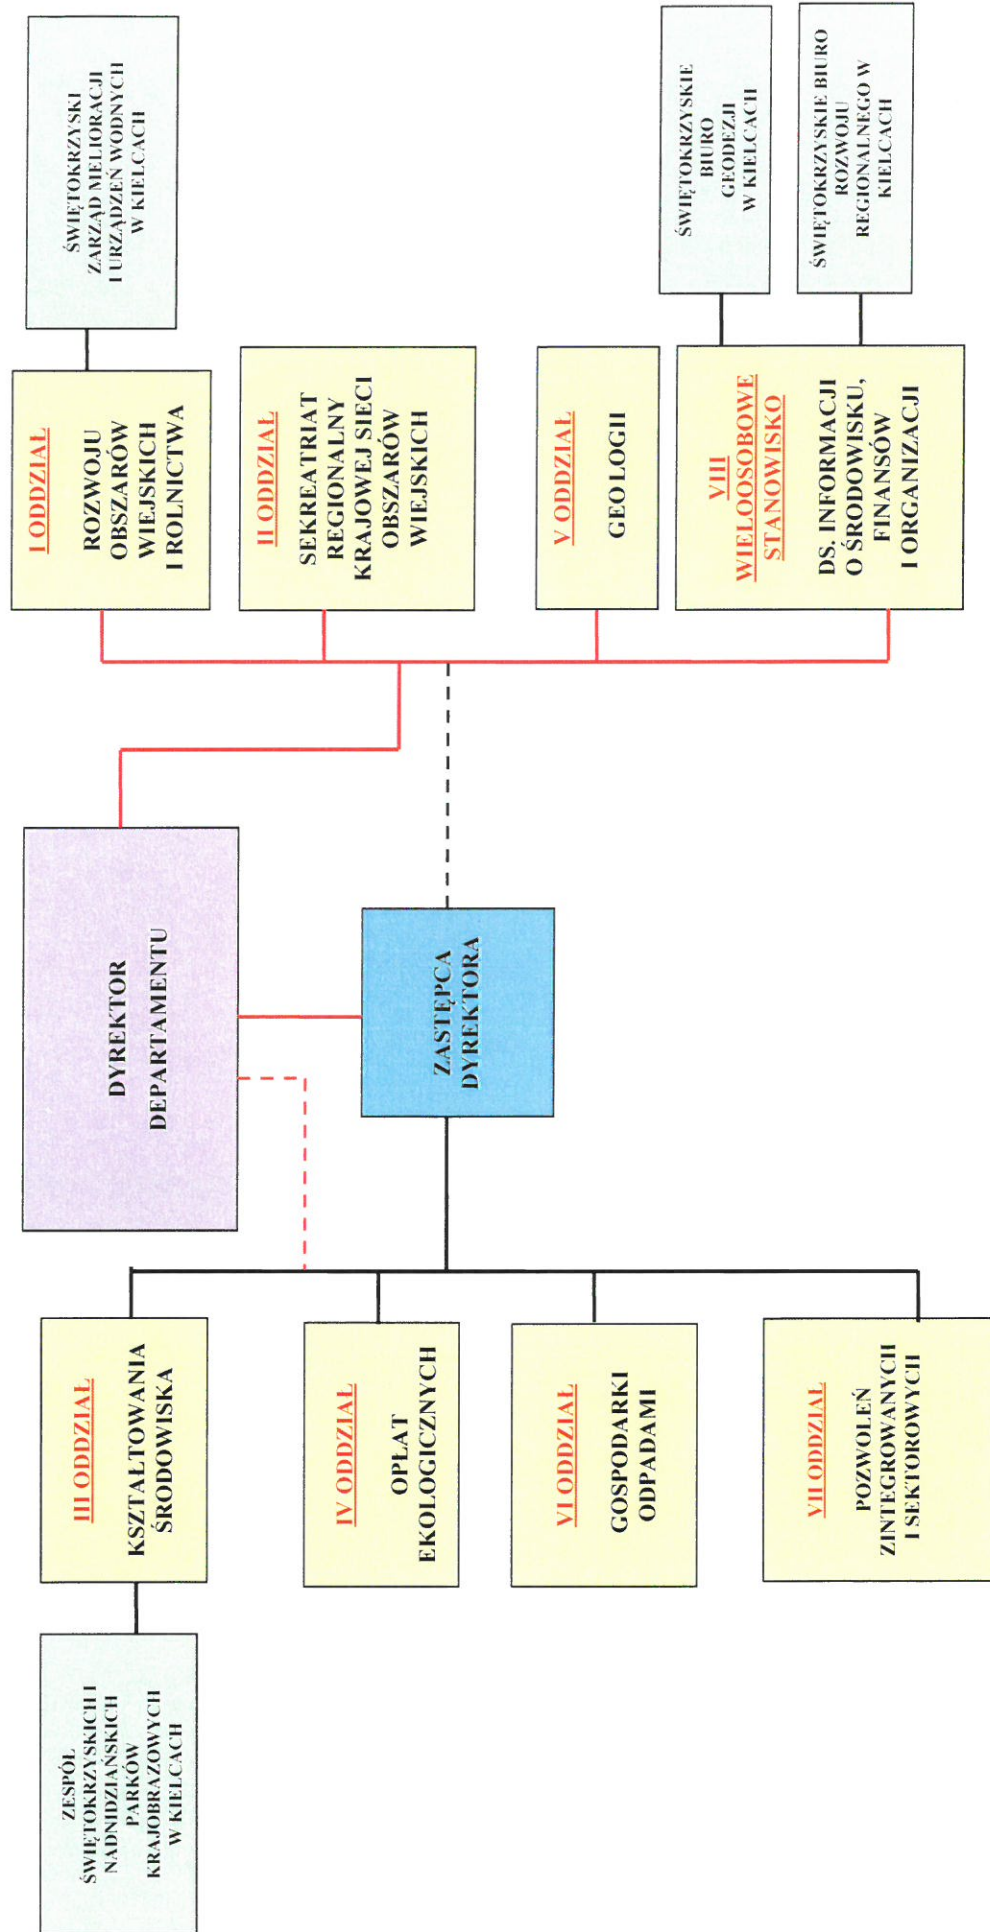 DYREKTOR
DEPARTAMENTU
ZASTĘPCA
DYREKTORA
ZESPÓŁ
ŚWIĘTOKRZYSKICH I
NADNIDZIAŃSKICH
PARKÓW
KRAJOBRAZOWYCH
W KIELCACH
III ODDZIAŁ
KSZTAŁTOWANIA
ŚRODOWISKA
IV ODDZIAŁ
OPŁAT
EKOLOGICZNYCH
VI ODDZIAŁ
GOSPODARKI
ODPADAMI
VII ODDZIAŁ
POZWOLEŃ
ZINTEGROWANYCH
I SEKTOROWYCH
I ODDZIAŁ
ROZWOJU
OBSZARÓW
WIEJSKICH
I ROLNICTWA
ŚWIĘTOKRZYSKI
ZARZĄD MELIORACJI
I URZĄDZEŃ WODNYCH
W KIELCACH
II ODDZIAŁ
SEKREATRIAT
REGIONALNY
KRAJOWEJ SIECI
OBSZARÓW
WIEJSKICH
V ODDZIAŁ
GEOLOGII
VIII
WIELOOSOBOWE
STANOWISKO
DS. INFORMACJI
O ŚRODOWISKU,
FINANSÓW
I ORGANIZACJI
ŚWIĘTOKRZYSKIE
BIURO
GEODEZJI
W KIELCACH
ŚWIĘTOKRZYSKIE BIURO
ROZWOJU
REGIONALNEGO W
KIELCACH